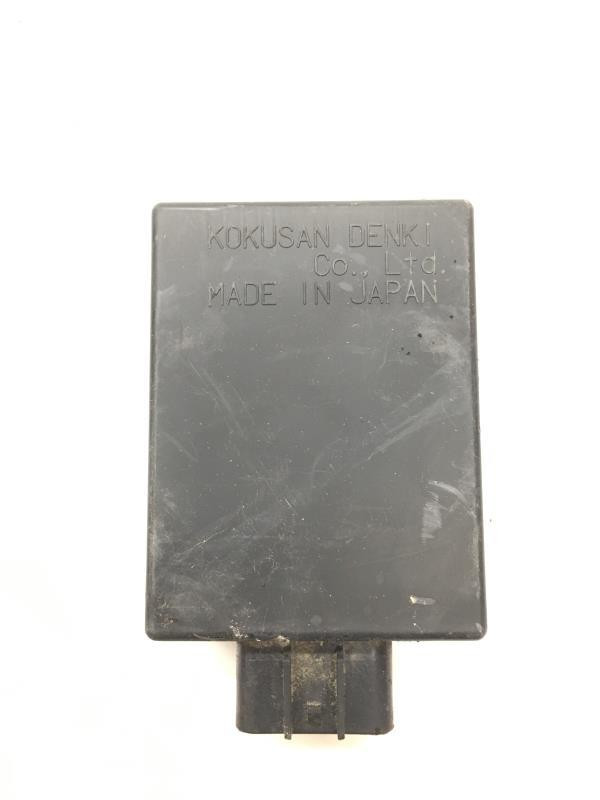 KOKUSAN DENKI
Co., Ltd.
MADE IN JAPAN